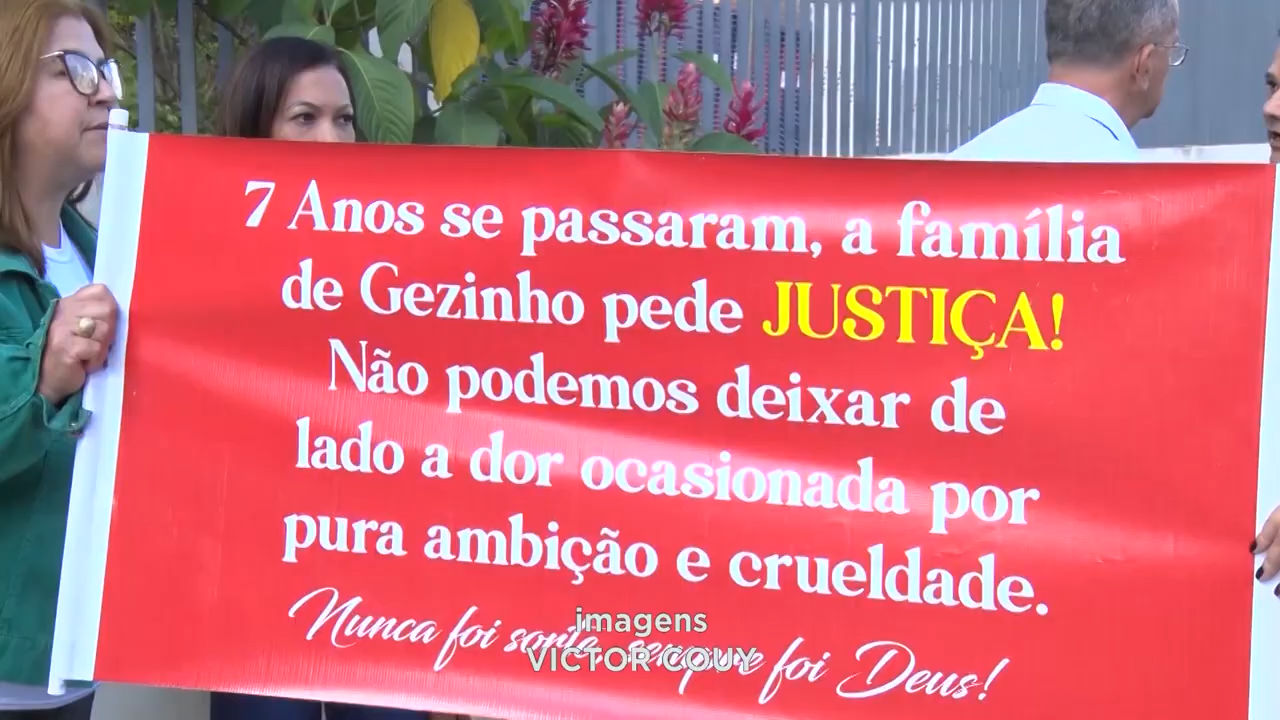 7 Anos se passaram, a família
de Gezinho pede JUSTIÇA!
Não podemos deixar de
lado a dor ocasionada por
pura ambição e crueldade.
Nunca foi sorte, sempre foi Deus!
imagens
VICTOR COUY